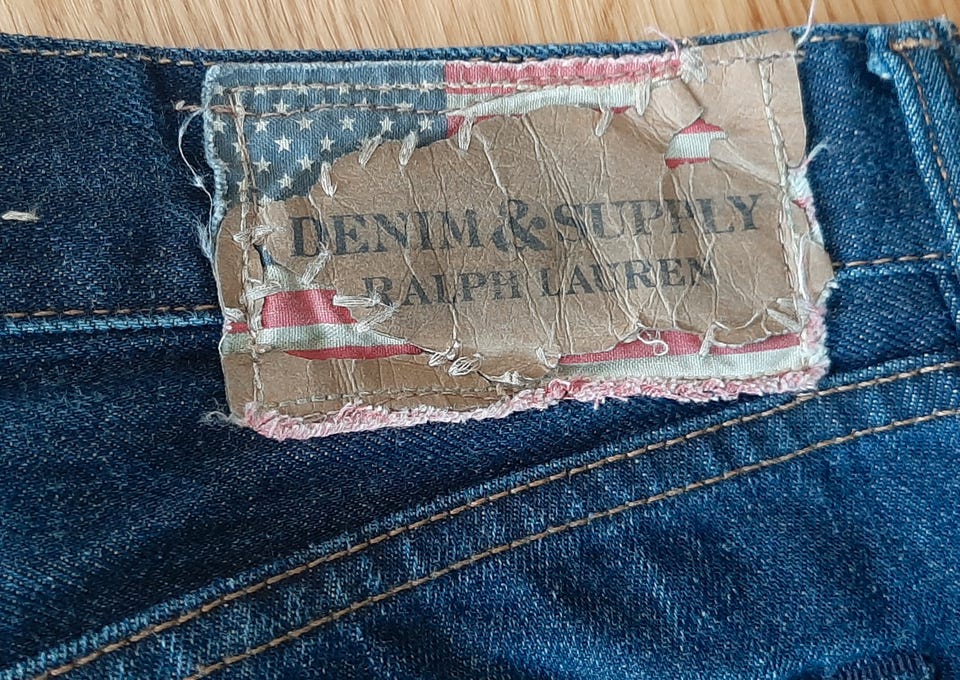 DENIM & SUPPLY
RALPH LAUREN